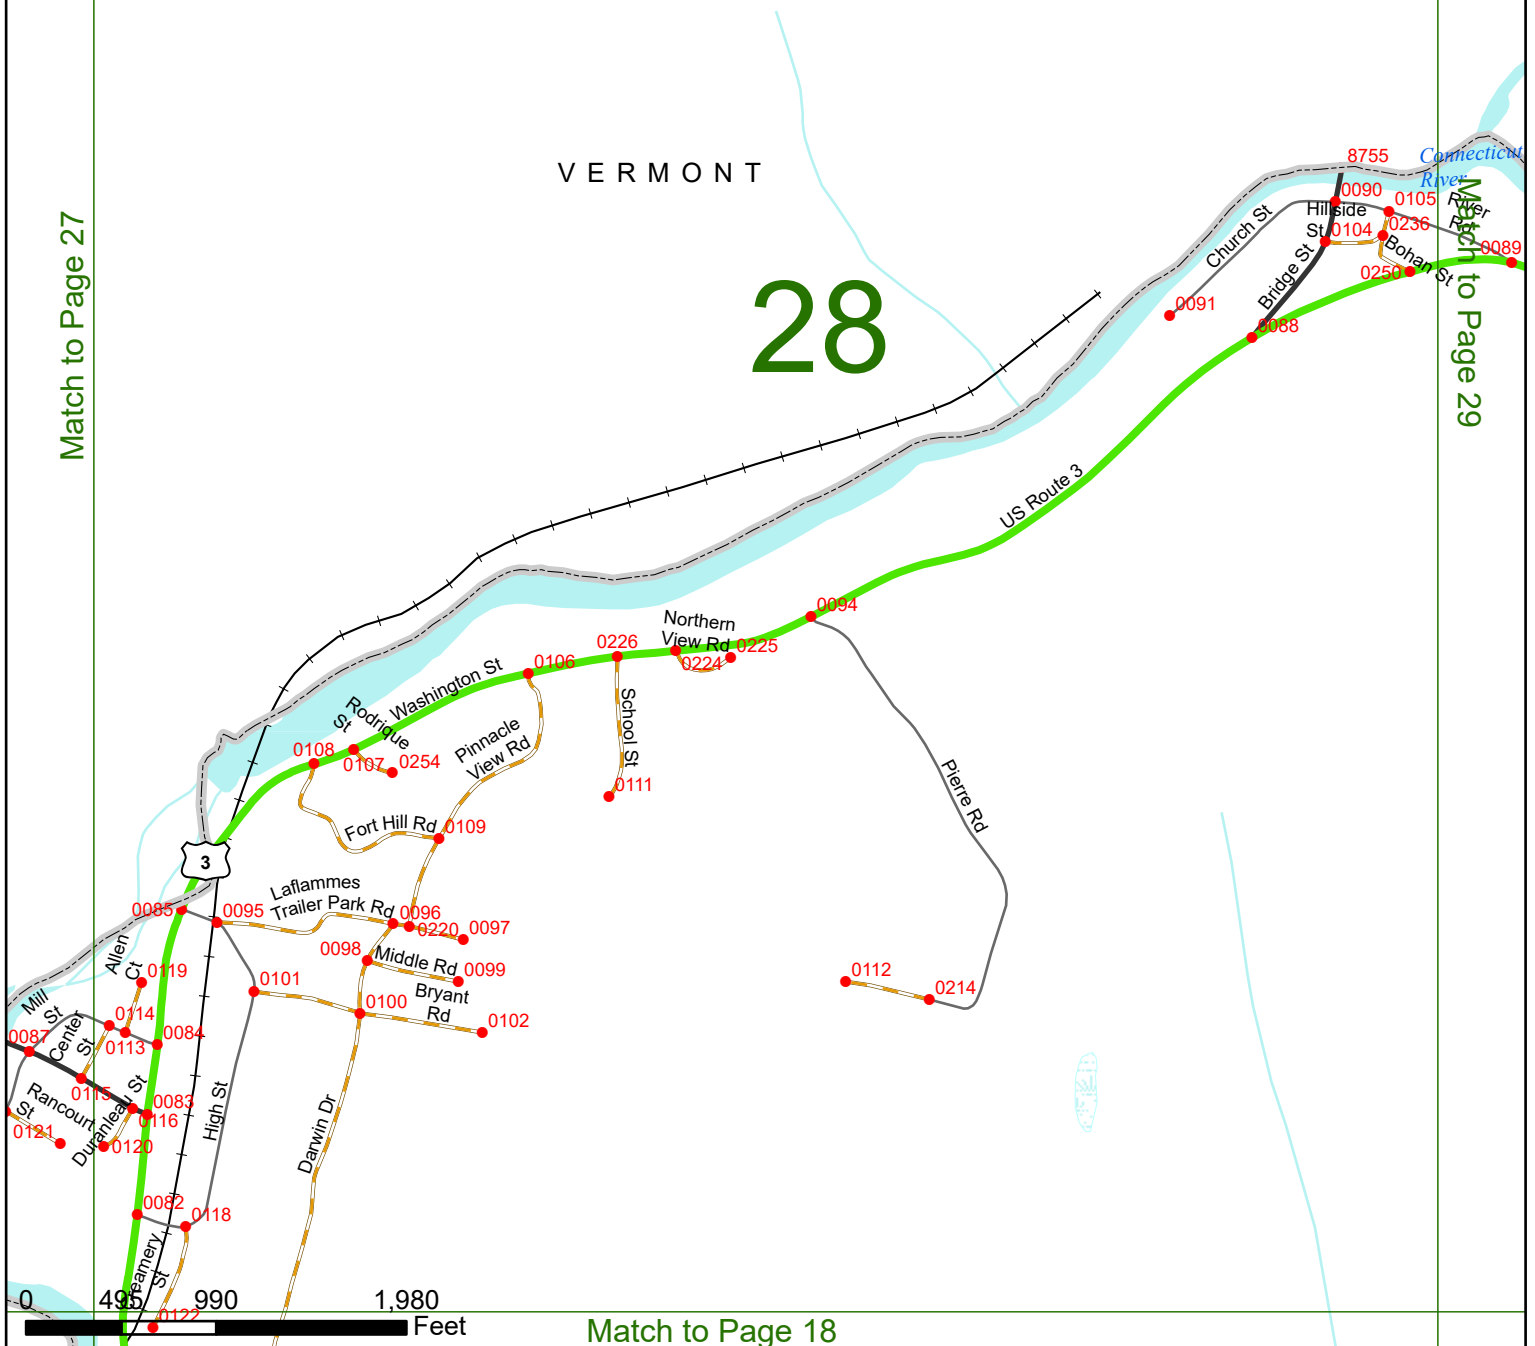 8755
Connecticut
River
0090
0105
River
Rd
Hillside
St
0104
0236
0089
Church St
Bohan St
0250
Bridge St
VERMONT
Match to Page 27
Match to Page 29
28
0091
0088
US Route 3
0094
Northern
View Rd
0226
0225
0224
0106
Washington St
Rodrique
St
School St
Pinnacle
View Rd
0108
0107
0254
0111
Pierre Rd
Fort Hill Rd
0109
3
Laflammes
Trailer Park Rd
0085
0095
0096
0220
0097
Allen
Ct
0098
Middle Rd
0099
0119
0101
0112
0214
Bryant
Rd
Mill
St
0114
0100
0102
Center
St
0087
0113
0084
0115
Duranleau St
0083
0116
Rancourt
St
High St
0121
0120
Darwin Dr
0082
0118
Creamery
St
0
495
990
1,980
0122
Feet
Match to Page 18